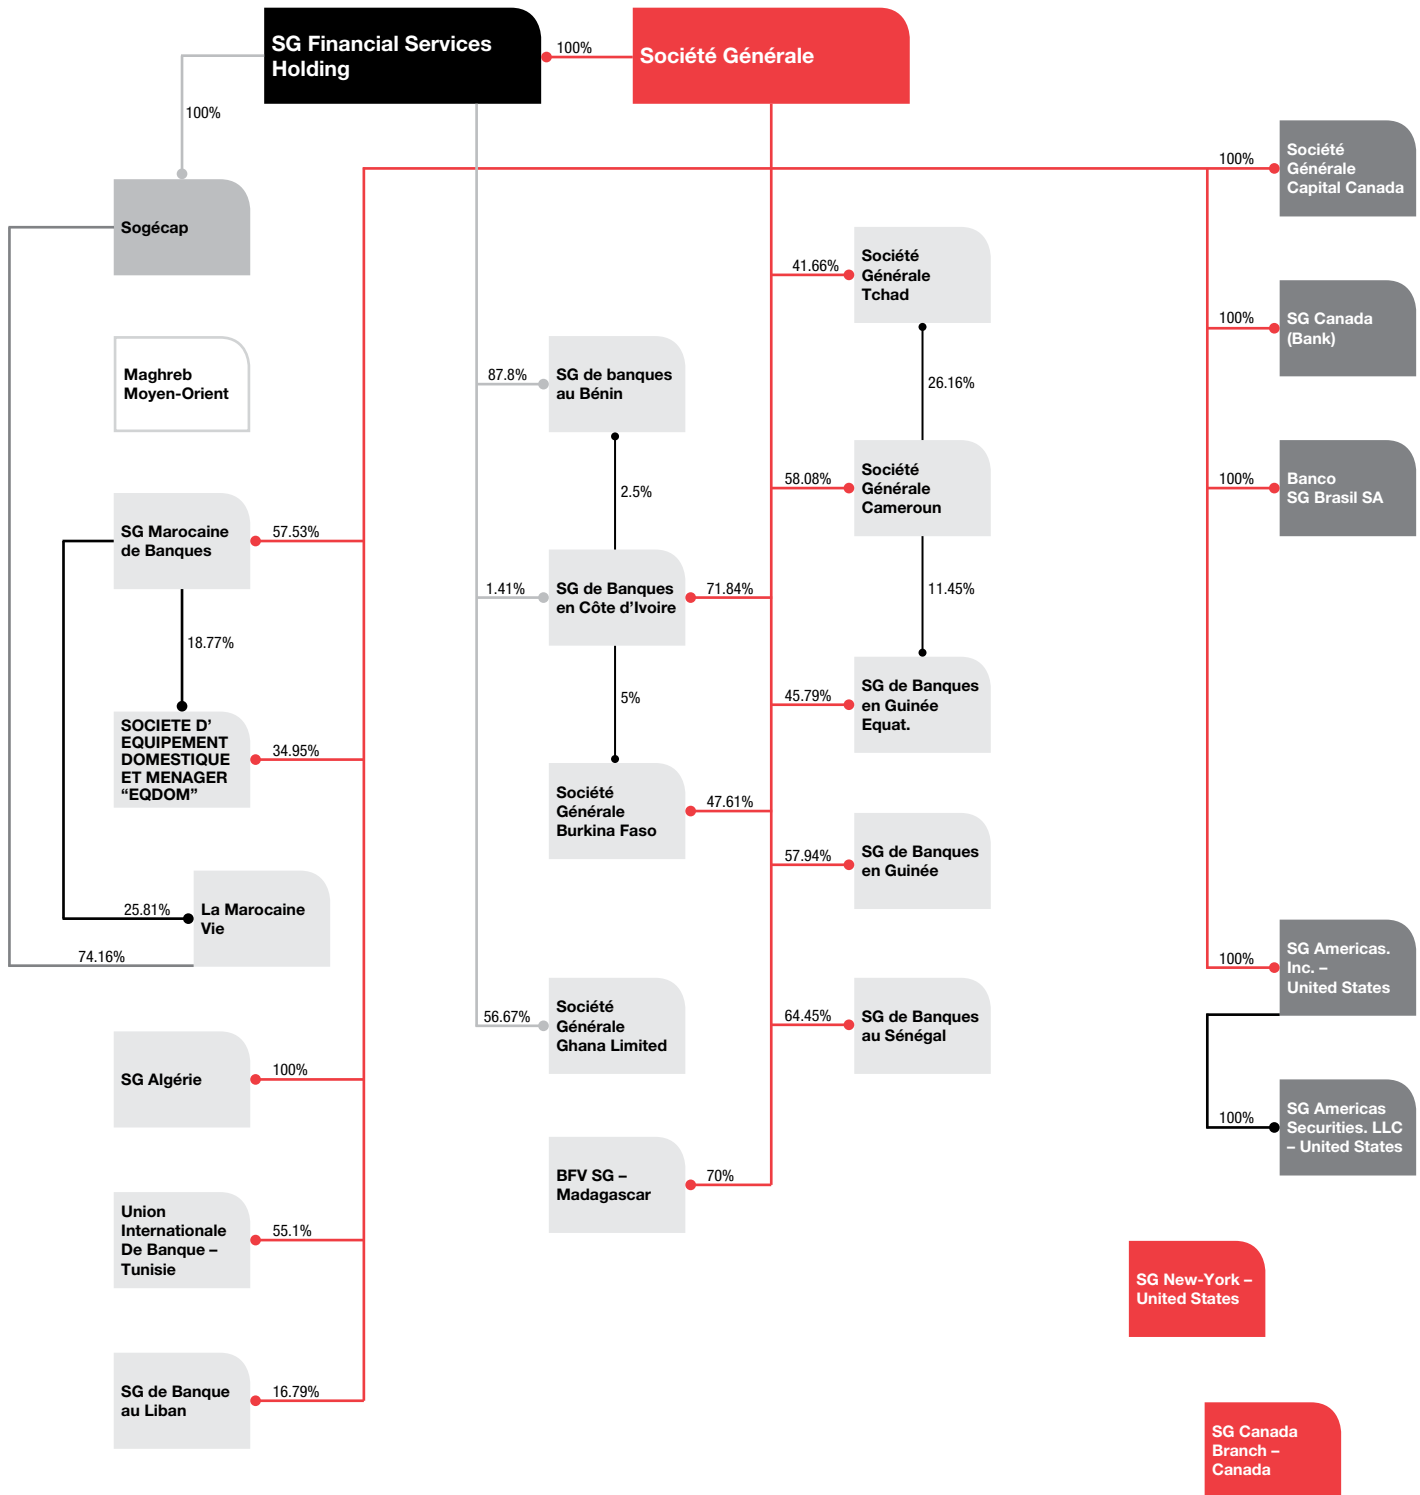 SG Financial Services
Holding
100%
Société Générale
100%
Sogécap
Maghreb
Moyen-Orient
SG Marocaine
de Banques
57.53%
18.77%
SOCIETE D’
EQUIPEMENT
DOMESTIQUE
ET MENAGER
“EQDOM”
34.95%
25.81%
La Marocaine
Vie
74.16%
SG Algérie
100%
Union
Internationale
De Banque –
Tunisie
55.1%
SG de Banque
au Liban
16.79%
87.8%
SG de banques
au Bénin
2.5%
1.41%
SG de Banques
en Côte d’Ivoire
71.84%
5%
Société
Générale
Burkina Faso
47.61%
56.67%
Société
Générale
Ghana Limited
BFV SG –
Madagascar
70%
41.66%
Société
Générale
Tchad
26.16%
58.08%
Société
Générale
Cameroun
11.45%
45.79%
SG de Banques
en Guinée
Equat.
57.94%
SG de Banques
en Guinée
64.45%
SG de Banques
au Sénégal
100%
Société
Générale
Capital Canada
100%
SG Canada
(Bank)
100%
Banco
SG Brasil SA
100%
SG Americas.
Inc. –
United States
100%
SG Americas
Securities. LLC
– United States
SG New-York –
United States
SG Canada
Branch –
Canada